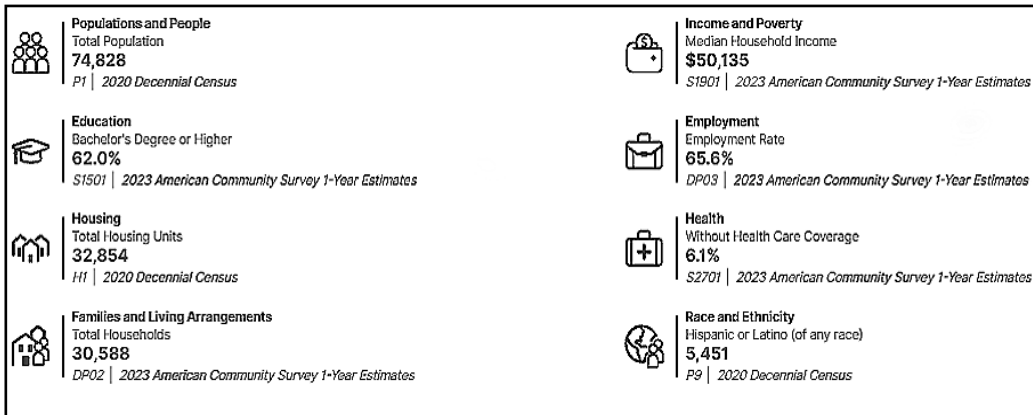 Populations and People
Total Population
74,828
P1 | 2020 Decennial Census
Education
Bachelor's Degree or Higher
62.0%
S1501 | 2023 American Community Survey 1-Year Estimates
Housing
Total Housing Units
32,854
H1 | 2020 Decennial Census
Families and Living Arrangements
Total Households
30,588
DP02 | 2023 American Community Survey 1-Year Estimates
Income and Poverty
Median Household Income
$50,135
S1901 | 2023 American Community Survey 1-Year Estimates
Employment
Employment Rate
65.6%
DP03 | 2023 American Community Survey 1-Year Estimates
Health
Without Health Care Coverage
6.1%
S2701 | 2023 American Community Survey 1-Year Estimates
Race and Ethnicity
Hispanic or Latino (of any race)
5,451
P9 | 2020 Decennial Census